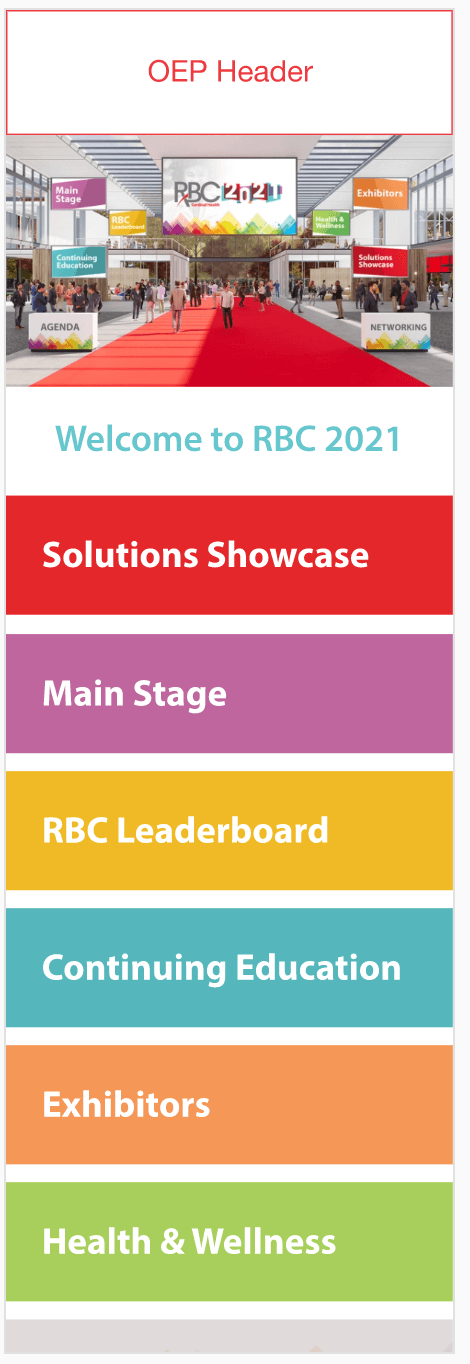 OEP Header
Main
Stage
RBC 2021
Exhibitors
RBC
Leaderboard
Health &
Wellness
Continuing
Education
Solutions
Showcase
AGENDA
NETWORKING
Welcome to RBC 2021
Solutions Showcase
Main Stage
RBC Leaderboard
Continuing Education
Exhibitors
Health & Wellness